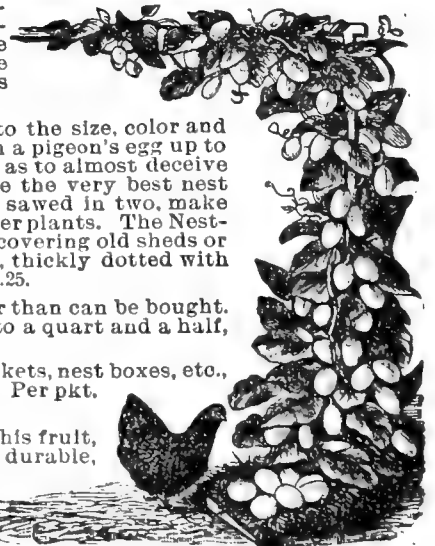 e
e
s
to the size, color and
a pigeon's egg up to
as to almost deceive
e the very best nest
sawed in two, make
er plants. The Nest-
covering old sheds or
, thickly dotted with
.25.
r than can be bought.
to a quart and a half,
kets, nest boxes, etc.,
Per pkt.
his fruit,
durable,